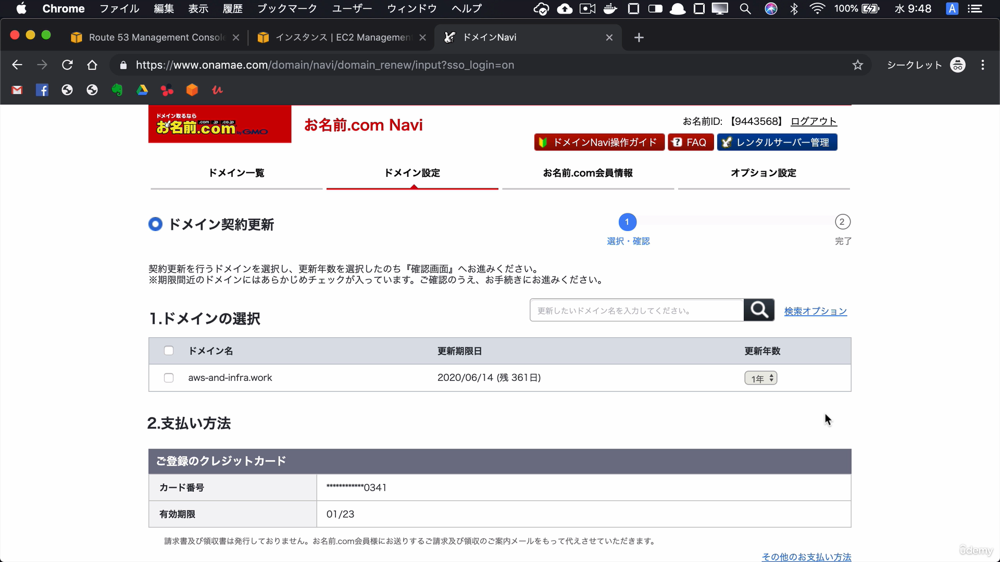 Chrome ファイル 編集 表示 履歴 ブックマーク ユーザー ウィンドウ ヘルプ 100% 水 9:48 A
Route 53 Management Console
インスタンス | EC2 Management
ドメインNavi
https://www.onamae.com/domain/navi/domain_renew/input?sso_login=on
シークレット
ドメイン取るなら
お名前.com by GMO
.com .jp .co.jp
お名前.com Navi
お名前ID: 【9443568】 ログアウト
ドメインNavi操作ガイド FAQ レンタルサーバー管理
ドメイン一覧 ドメイン設定 お名前.com会員情報 オプション設定
ドメイン契約更新
1 2
選択・確認 完了
契約更新を行うドメインを選択し、更新年数を選択したのち『確認画面』へお進みください。
※期限間近のドメインにはあらかじめチェックが入っています。ご確認のうえ、お手続きにお進みください。
1.ドメインの選択
更新したいドメイン名を入力してください。
検索オプション
ドメイン名 更新期限日 更新年数
aws-and-infra.work 2020/06/14 (残 361日) 1年
2.支払い方法
ご登録のクレジットカード
カード番号 ************0341
有効期限 01/23
請求書及び領収書は発行しておりません。お名前.com会員様にお送りするご請求及び領収のご案内メールをもって代えさせていただきます。
その他のお支払い方法
ûdemy